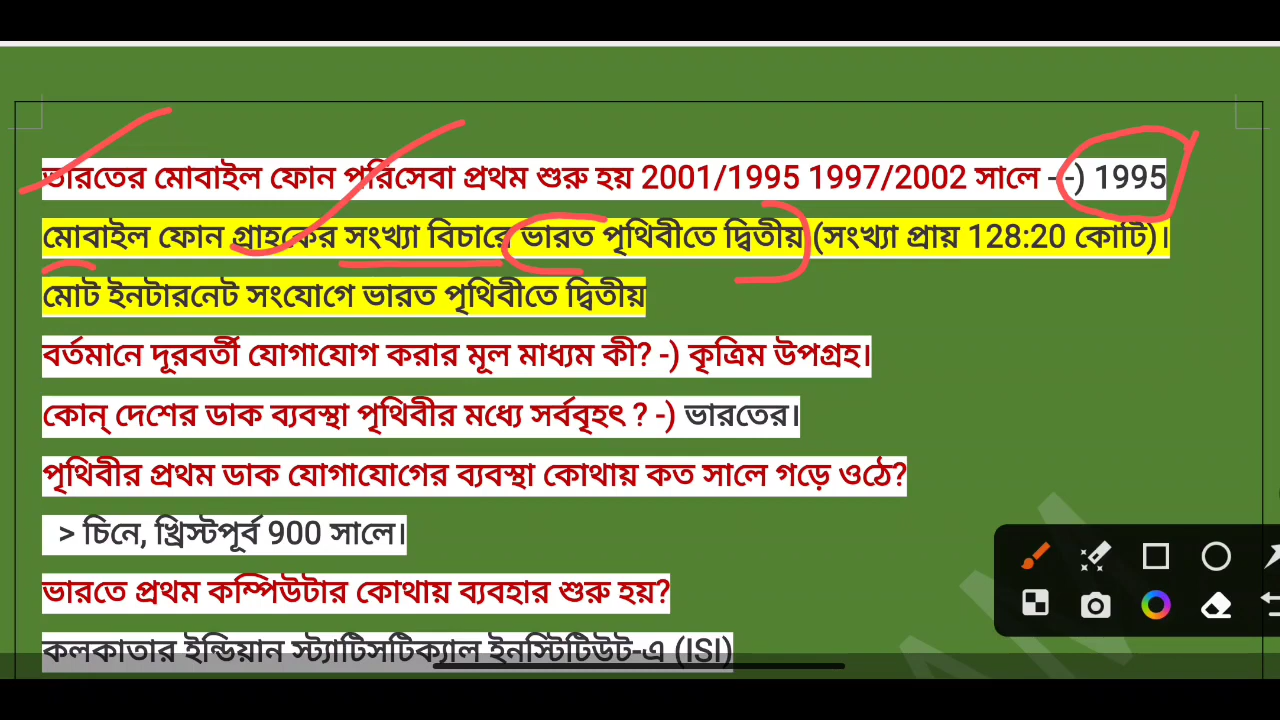 ভারতের মোবাইল ফোন পরিসেবা প্রথম শুরু হয় 2001/1995 1997/2002 সালে --) 1995
মোবাইল ফোন গ্রাহকের সংখ্যা বিচারে ভারত পৃথিবীতে দ্বিতীয় (সংখ্যা প্রায় 128:20 কোটি)।
মোট ইনটারনেট সংযোগে ভারত পৃথিবীতে দ্বিতীয়
বর্তমানে দূরবর্তী যোগাযোগ করার মূল মাধ্যম কী? -) কৃত্রিম উপগ্রহ।
কোন্ দেশের ডাক ব্যবস্থা পৃথিবীর মধ্যে সর্ববৃহৎ ? -) ভারতের।
পৃথিবীর প্রথম ডাক যোগাযোগের ব্যবস্থা কোথায় কত সালে গড়ে ওঠে?
> চিনে, খ্রিস্টপূর্ব 900 সালে।
ভারতে প্রথম কম্পিউটার কোথায় ব্যবহার শুরু হয়?
কলকাতার ইন্ডিয়ান স্ট্যাটিসটিক্যাল ইনস্টিটিউট-এ (ISI)